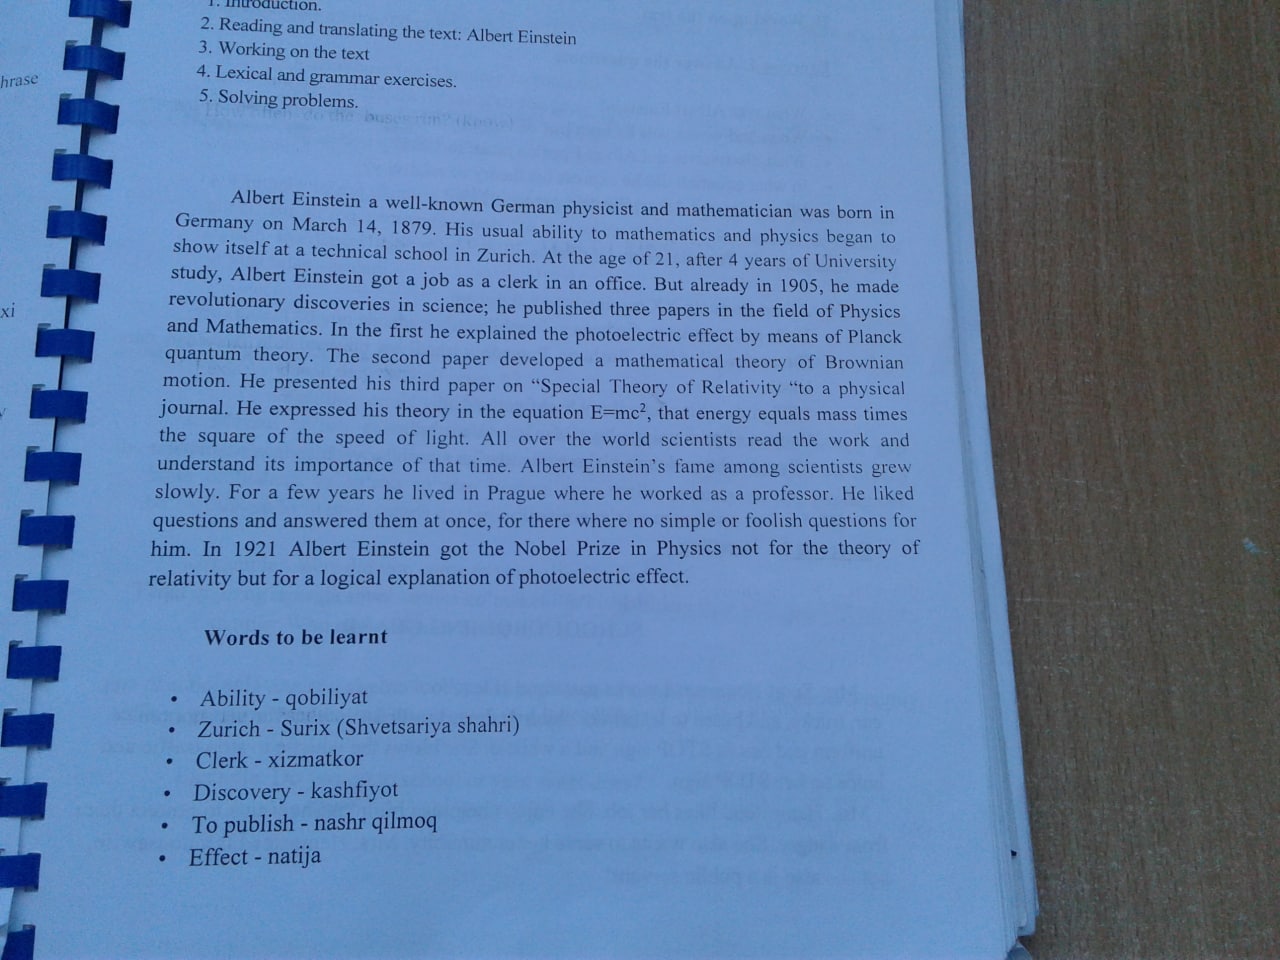 1. Introduction.
2. Reading and translating the text: Albert Einstein
3. Working on the text
4. Lexical and grammar exercises.
5. Solving problems.
hrase
xi
Albert Einstein a well-known German physicist and mathematician was born in
Germany on March 14, 1879. His usual ability to mathematics and physics began to
show itself at a technical school in Zurich. At the age of 21, after 4 years of University
study, Albert Einstein got a job as a clerk in an office. But already in 1905, he made
revolutionary discoveries in science; he published three papers in the field of Physics
and Mathematics. In the first he explained the photoelectric effect by means of Planck
quantum theory. The second paper developed a mathematical theory of Brownian
motion. He presented his third paper on “Special Theory of Relativity “to a physical
journal. He expressed his theory in the equation E=mc², that energy equals mass times
the square of the speed of light. All over the world scientists read the work and
understand its importance of that time. Albert Einstein’s fame among scientists grew
slowly. For a few years he lived in Prague where he worked as a professor. He liked
questions and answered them at once, for there where no simple or foolish questions for
him. In 1921 Albert Einstein got the Nobel Prize in Physics not for the theory of
relativity but for a logical explanation of photoelectric effect.
Words to be learnt
• Ability - qobiliyat
• Zurich - Surix (Shvetsariya shahri)
• Clerk - xizmatkor
• Discovery - kashfiyot
• To publish - nashr qilmoq
• Effect - natija